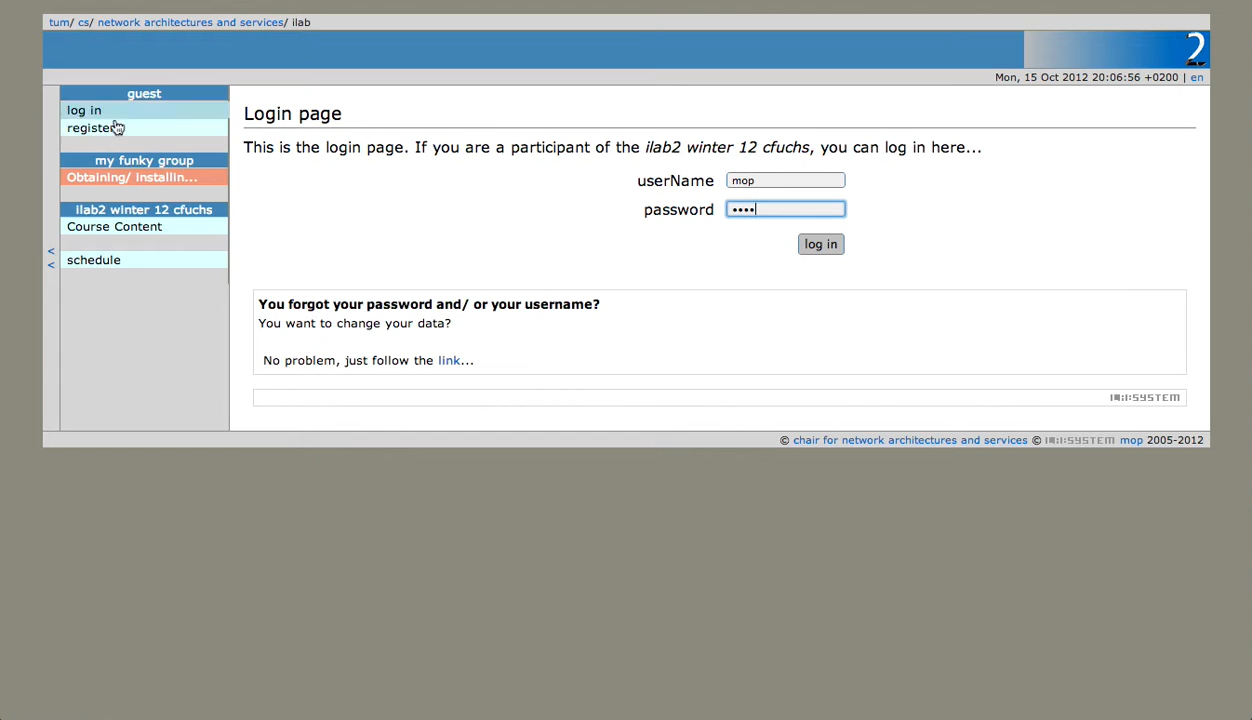 tum/ cs/ network architectures and services/ ilab
2
Mon, 15 Oct 2012 20:06:56 +0200 | en
guest
log in
register
my funky group
Obtaining/ Installin...
ilab2 winter 12 cfuchs
Course Content
<
<
schedule
Login page
This is the login page. If you are a participant of the ilab2 winter 12 cfuchs, you can log in here...
userName mop
password ••••
log in
You forgot your password and/ or your username?
You want to change your data?
No problem, just follow the link...
SYSTEM
© chair for network architectures and services © SYSTEM mop 2005-2012